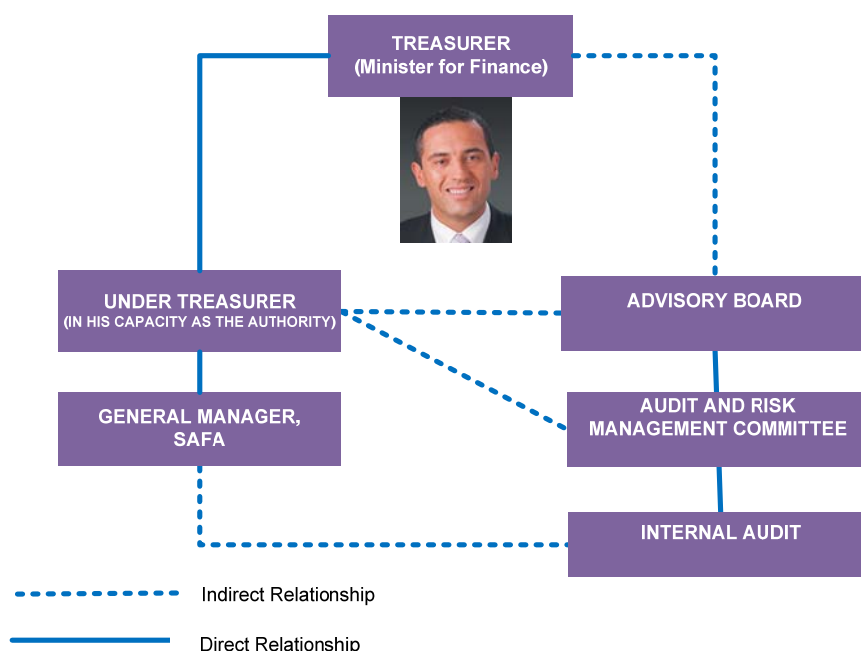 TREASURER
(Minister for Finance)
UNDER TREASURER
(IN HIS CAPACITY AS THE AUTHORITY)
ADVISORY BOARD
GENERAL MANAGER,
SAFA
AUDIT AND RISK
MANAGEMENT COMMITTEE
INTERNAL AUDIT
Indirect Relationship
Direct Relationship